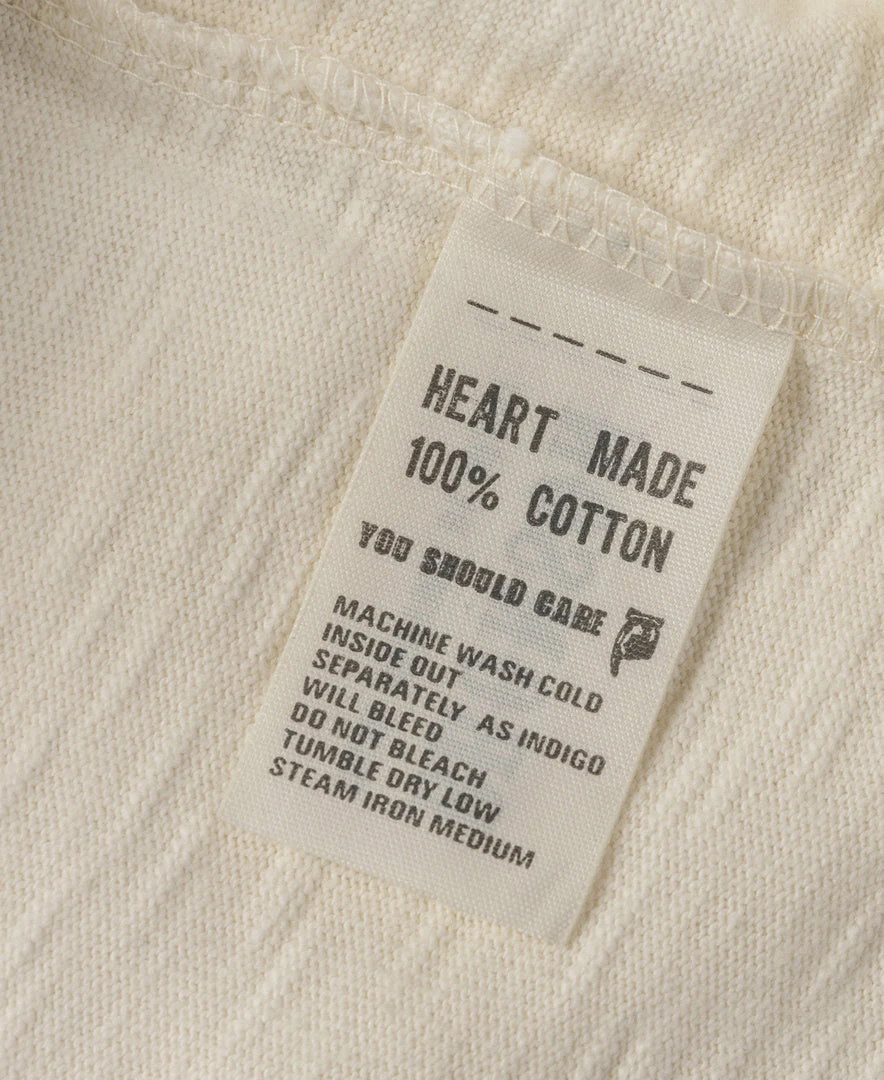 HEART MADE
100% COTTON
YOU SHOULD CARE
MACHINE WASH COLD
INSIDE OUT
SEPARATELY AS INDIGO
WILL BLEED
DO NOT BLEACH
TUMBLE DRY LOW
STEAM IRON MEDIUM